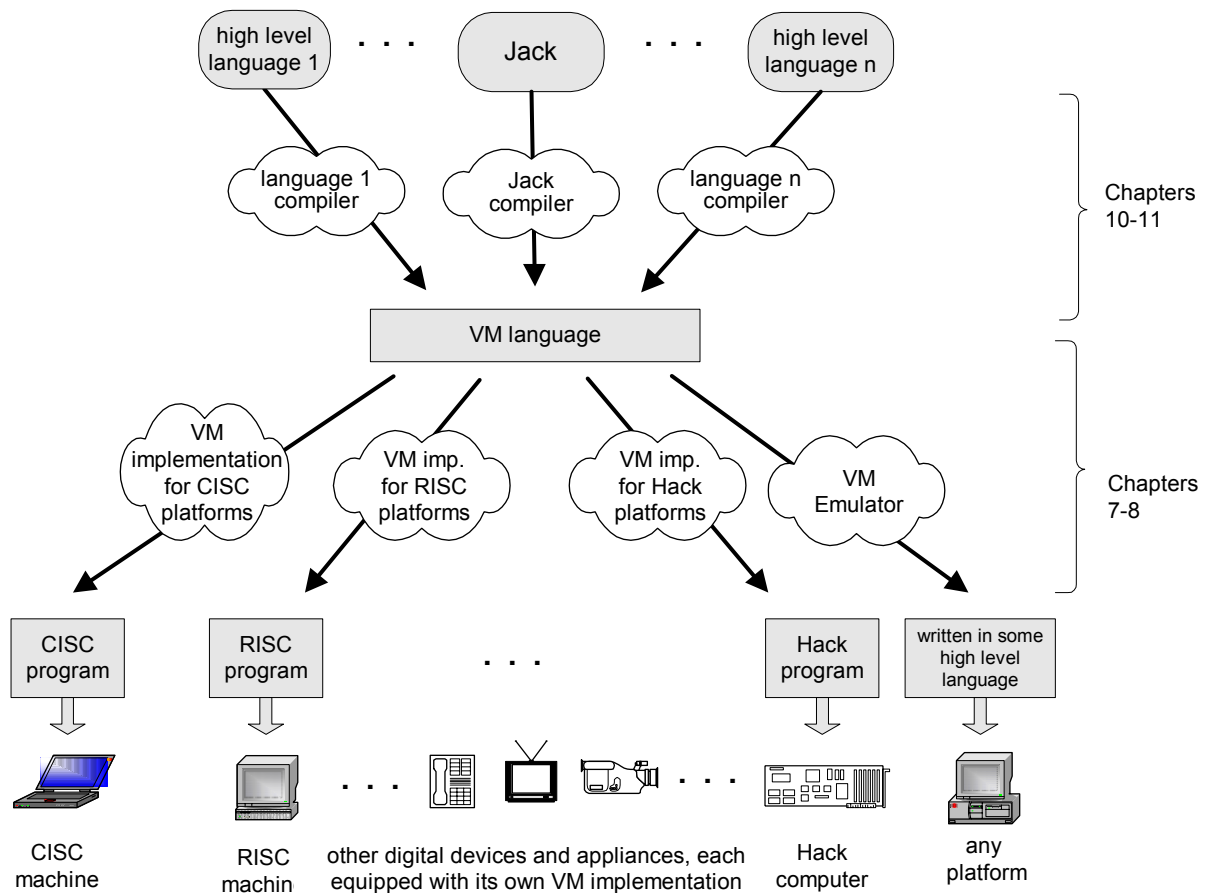 high level
language 1
. . .
Jack
. . .
high level
language n
language 1
compiler
Jack
compiler
language n
compiler
Chapters
10-11
VM language
VM
implementation
for CISC
platforms
VM imp.
for RISC
platforms
VM imp.
for Hack
platforms
VM
Emulator
Chapters
7-8
CISC
program
RISC
program
. . .
Hack
program
written in some
high level
language
. . .
. . .
CISC
machine
RISC
machin
other digital devices and appliances, each
equipped with its own VM implementation
Hack
computer
any
platform